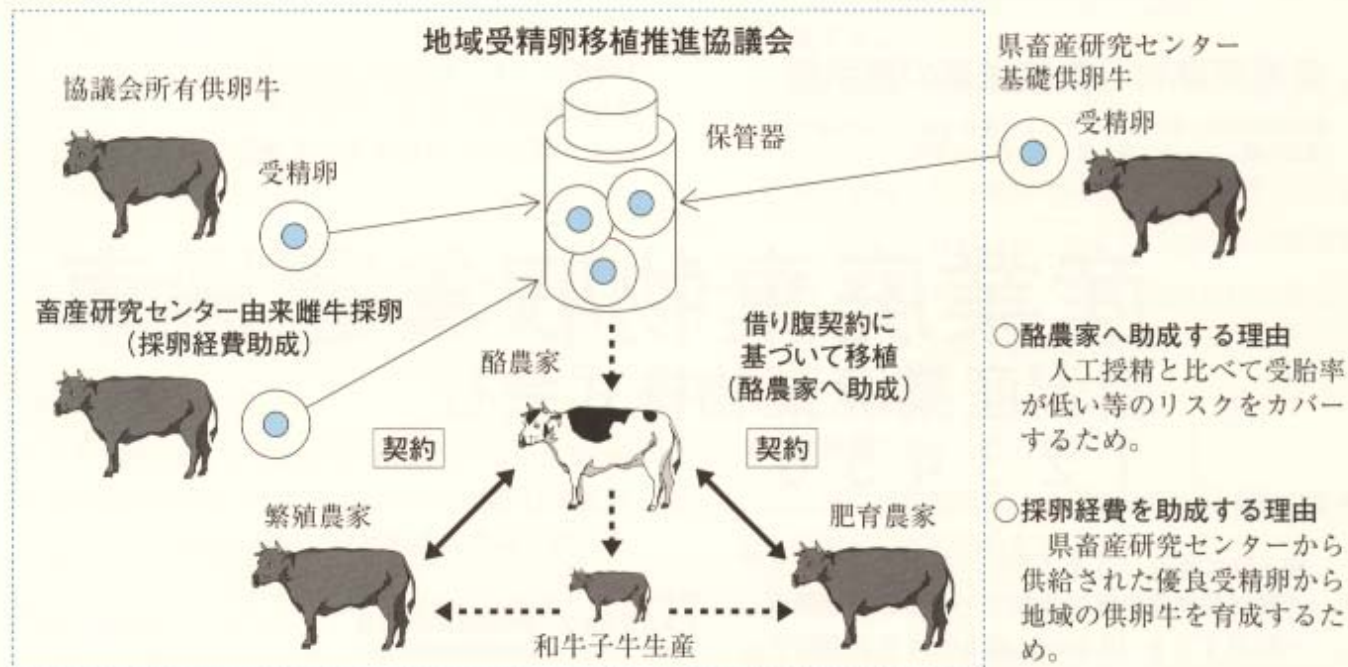 地域受精卵移植推進協議会
協議会所有供卵牛
受精卵
保管器
県畜産研究センター
基礎供卵牛
受精卵
畜産研究センター由来雌牛採卵
(採卵経費助成)
酪農家
借り腹契約に
基づいて移植
(酪農家へ助成)
契約
契約
繁殖農家
肥育農家
和牛子牛生産
○酪農家へ助成する理由
人工授精と比べて受胎率
が低い等のリスクをカバー
するため。
○採卵経費を助成する理由
県畜産研究センターから
供給された優良受精卵から
地域の供卵牛を育成するた
め。